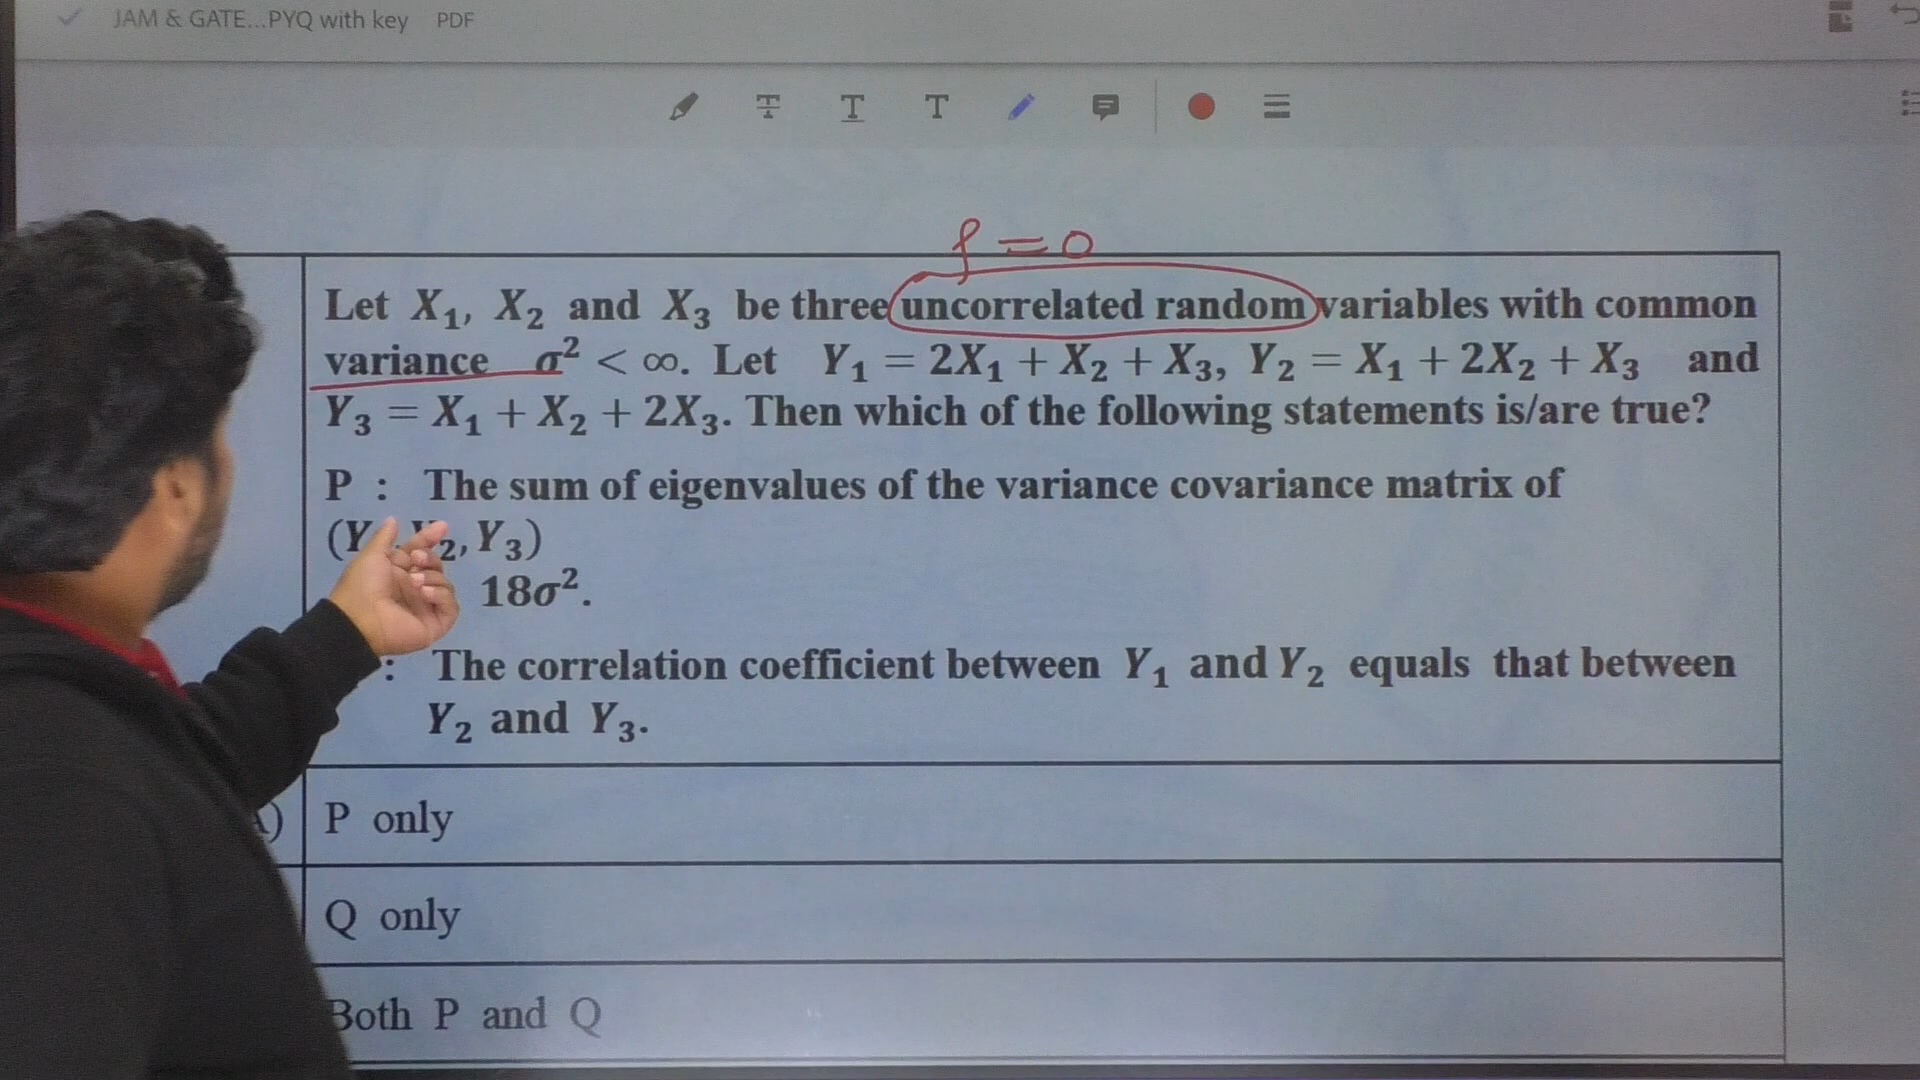 JAM & GATE...PYQ with key PDF
ρ = 0
Let X₁, X₂ and X₃ be three uncorrelated random variables with common
variance σ² < ∞. Let Y₁ = 2X₁ + X₂ + X₃, Y₂ = X₁ + 2X₂ + X₃ and
Y₃ = X₁ + X₂ + 2X₃. Then which of the following statements is/are true?
P : The sum of eigenvalues of the variance covariance matrix of
(Y ₂, Y₃)
18σ².
: The correlation coefficient between Y₁ and Y₂ equals that between
Y₂ and Y₃.
) P only
Q only
Both P and Q